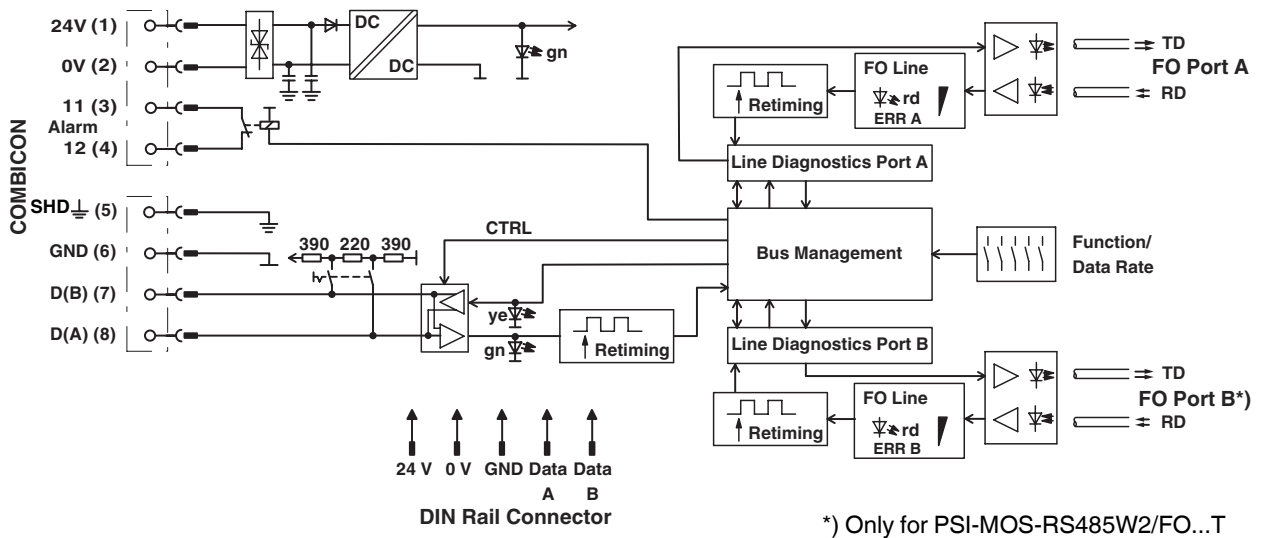 COMBICON
24V (1)
0V (2)
11 (3)
Alarm
12 (4)
SHD (5)
GND (6)
D(B) (7)
D(A) (8)
DC
DC
gn
390 220 390
CTRL
ye
gn
Retiming
Retiming
FO Line
rd
ERR A
TD
FO Port A
RD
Line Diagnostics Port A
Bus Management
Function/
Data Rate
Line Diagnostics Port B
Retiming
FO Line
rd
ERR B
TD
FO Port B*)
RD
24 V 0 V GND Data Data
A B
DIN Rail Connector
*) Only for PSI-MOS-RS485W2/FO...T